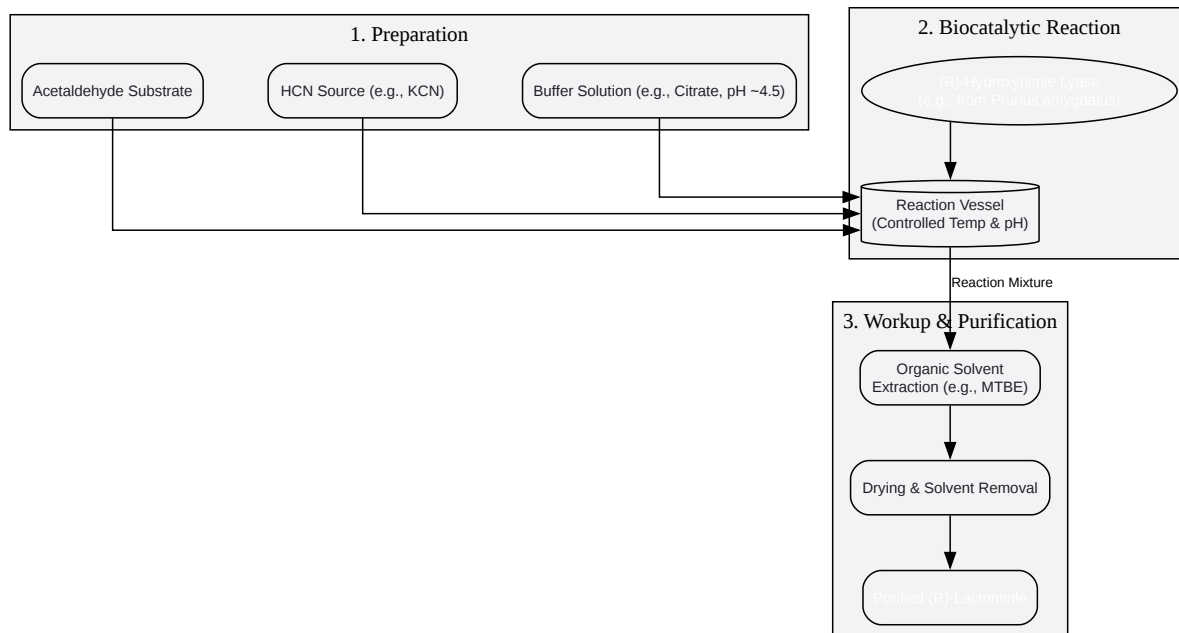 1. Preparation
Acetaldehyde Substrate
HCN Source (e.g., KCN)
Buffer Solution (e.g., Citrate, pH ~4.5)
2. Biocatalytic Reaction
(R)-Hydroxynitrile Lyase
(e.g., from Prunus amygdalus)
Reaction Vessel
(Controlled Temp & pH)
Reaction Mixture
3. Workup & Purification
Organic Solvent
Extraction (e.g., MTBE)
Drying & Solvent Removal
Purified (R)-Lactonitrile